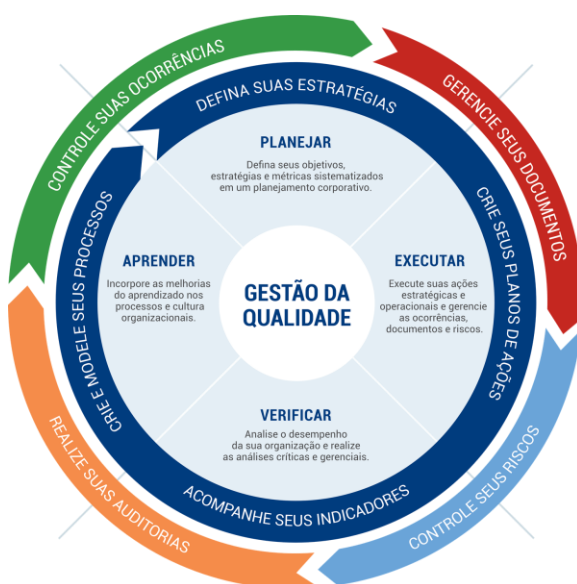 CONTROLE SUAS OCORRÊNCIAS
GERENCIE SEUS DOCUMENTOS
CONTROLE SEUS RISCOS
REALIZE SUAS AUDITORIAS
DEFINA SUAS ESTRATÉGIAS
CRIE SEUS PLANOS DE AÇÕES
ACOMPANHE SEUS INDICADORES
CRIE E MODELE SEUS PROCESSOS
PLANEJAR
Defina seus objetivos,
estratégias e métricas sistematizados
em um planejamento corporativo.
APRENDER
Incorpore as melhorias
do aprendizado nos
processos e cultura
organizacionais.
GESTÃO DA
QUALIDADE
EXECUTAR
Execute suas ações
estratégicas e
operacionais e gerencie
as ocorrências,
documentos e riscos.
VERIFICAR
Analise o desempenho
da sua organização e realize
as análises críticas e gerenciais.